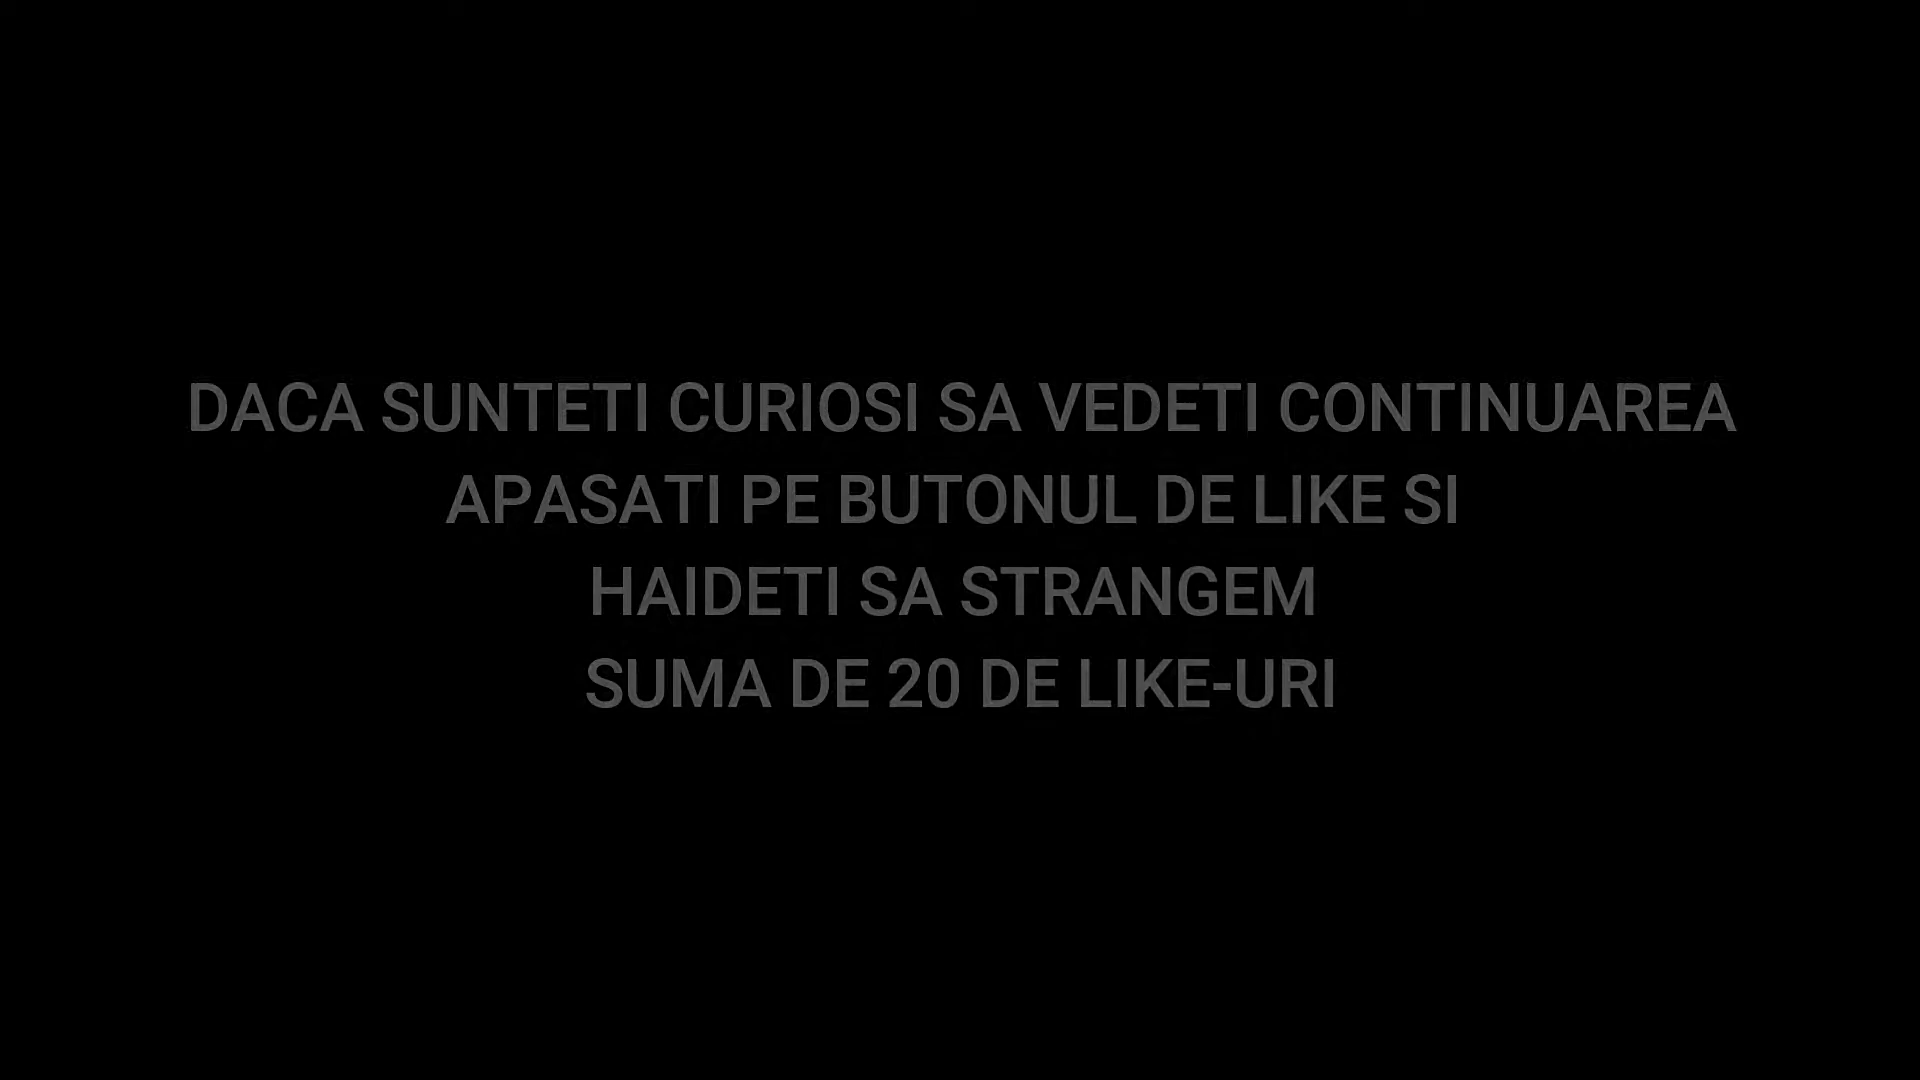 DACA SUNTETI CURIOSI SA VEDETI CONTINUAREA
APASATI PE BUTONUL DE LIKE SI
HAIDETI SA STRANGEM
SUMA DE 20 DE LIKE-URI